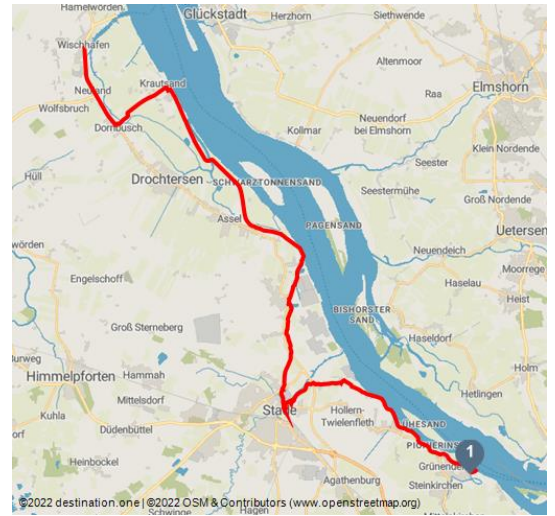 Hamelwörden
Glückstadt
Herzhorn
Siethwende
Wischhafen
Altenmoor
Elmshorn
Neuland
Krautsand
Raa
Wolfsbruch
Kollmar
Neuendorf
bei Elmshorn
Klein Nordende
Dornbusch
Seester
Hüll
Drochtersen
SCHWARZTONNENSAND
Seestermühe
Groß Nordende
PAGENSAND
Uetersen
Assel
Neuendeich
wörden
Moorrege
Engelschoff
Haselau
BISHORSTER
SAND
Heist
Groß Sterneberg
Haseldorf
Burweg
Holm
Himmelpforten
Hammah
Hetlingen
Mittelsdorf
Stade
Hollern-
Twielenfleth
Kuhla
Düdenbüttel
1
Grünendeich
Heinbockel
Steinkirchen
Agathenburg
©2022 destination.one | ©2022 OSM & Contributors (www.openstreetmap.org)
Schwinge
Hagen